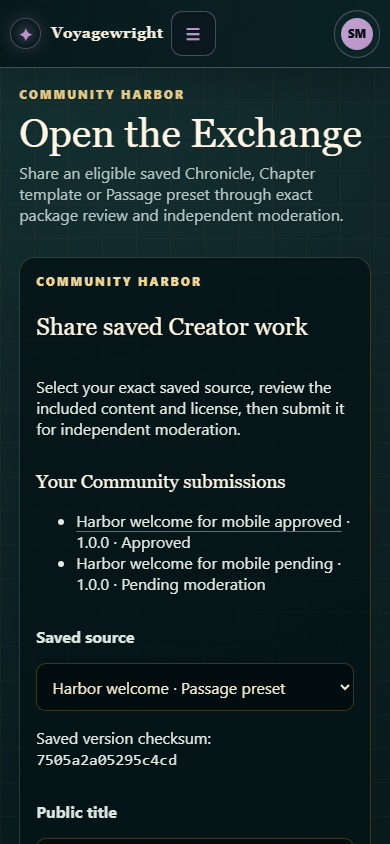 Voyagewright
SM
COMMUNITY HARBOR
Open the Exchange
Share an eligible saved Chronicle, Chapter
template or Passage preset through exact
package review and independent moderation.
COMMUNITY HARBOR
Share saved Creator work
Select your exact saved source, review the
included content and license, then submit it
for independent moderation.
Your Community submissions
Harbor welcome for mobile approved ·
1.0.0 · Approved
Harbor welcome for mobile pending ·
1.0.0 · Pending moderation
Saved source
Harbor welcome · Passage preset
Saved version checksum:
7505a2a05295c4cd
Public title